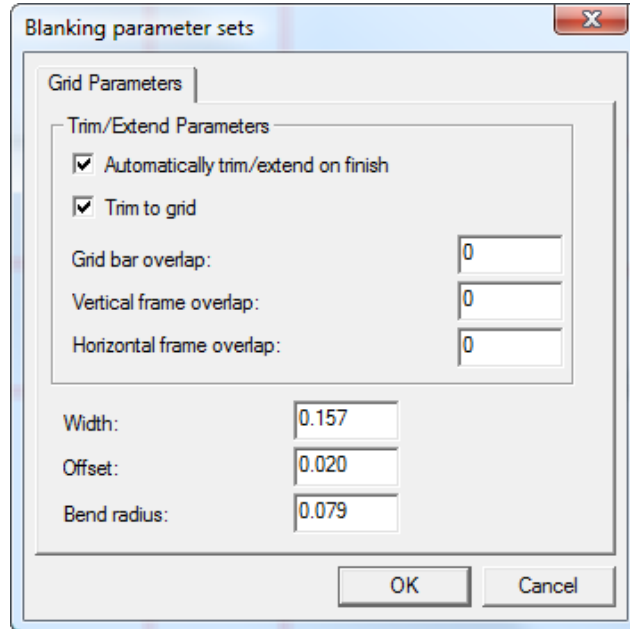 Blanking parameter sets
Grid Parameters
Trim/Extend Parameters
Automatically trim/extend on finish
Trim to grid
Grid bar overlap: 0
Vertical frame overlap: 0
Horizontal frame overlap: 0
Width: 0.157
Offset: 0.020
Bend radius: 0.079
OK Cancel